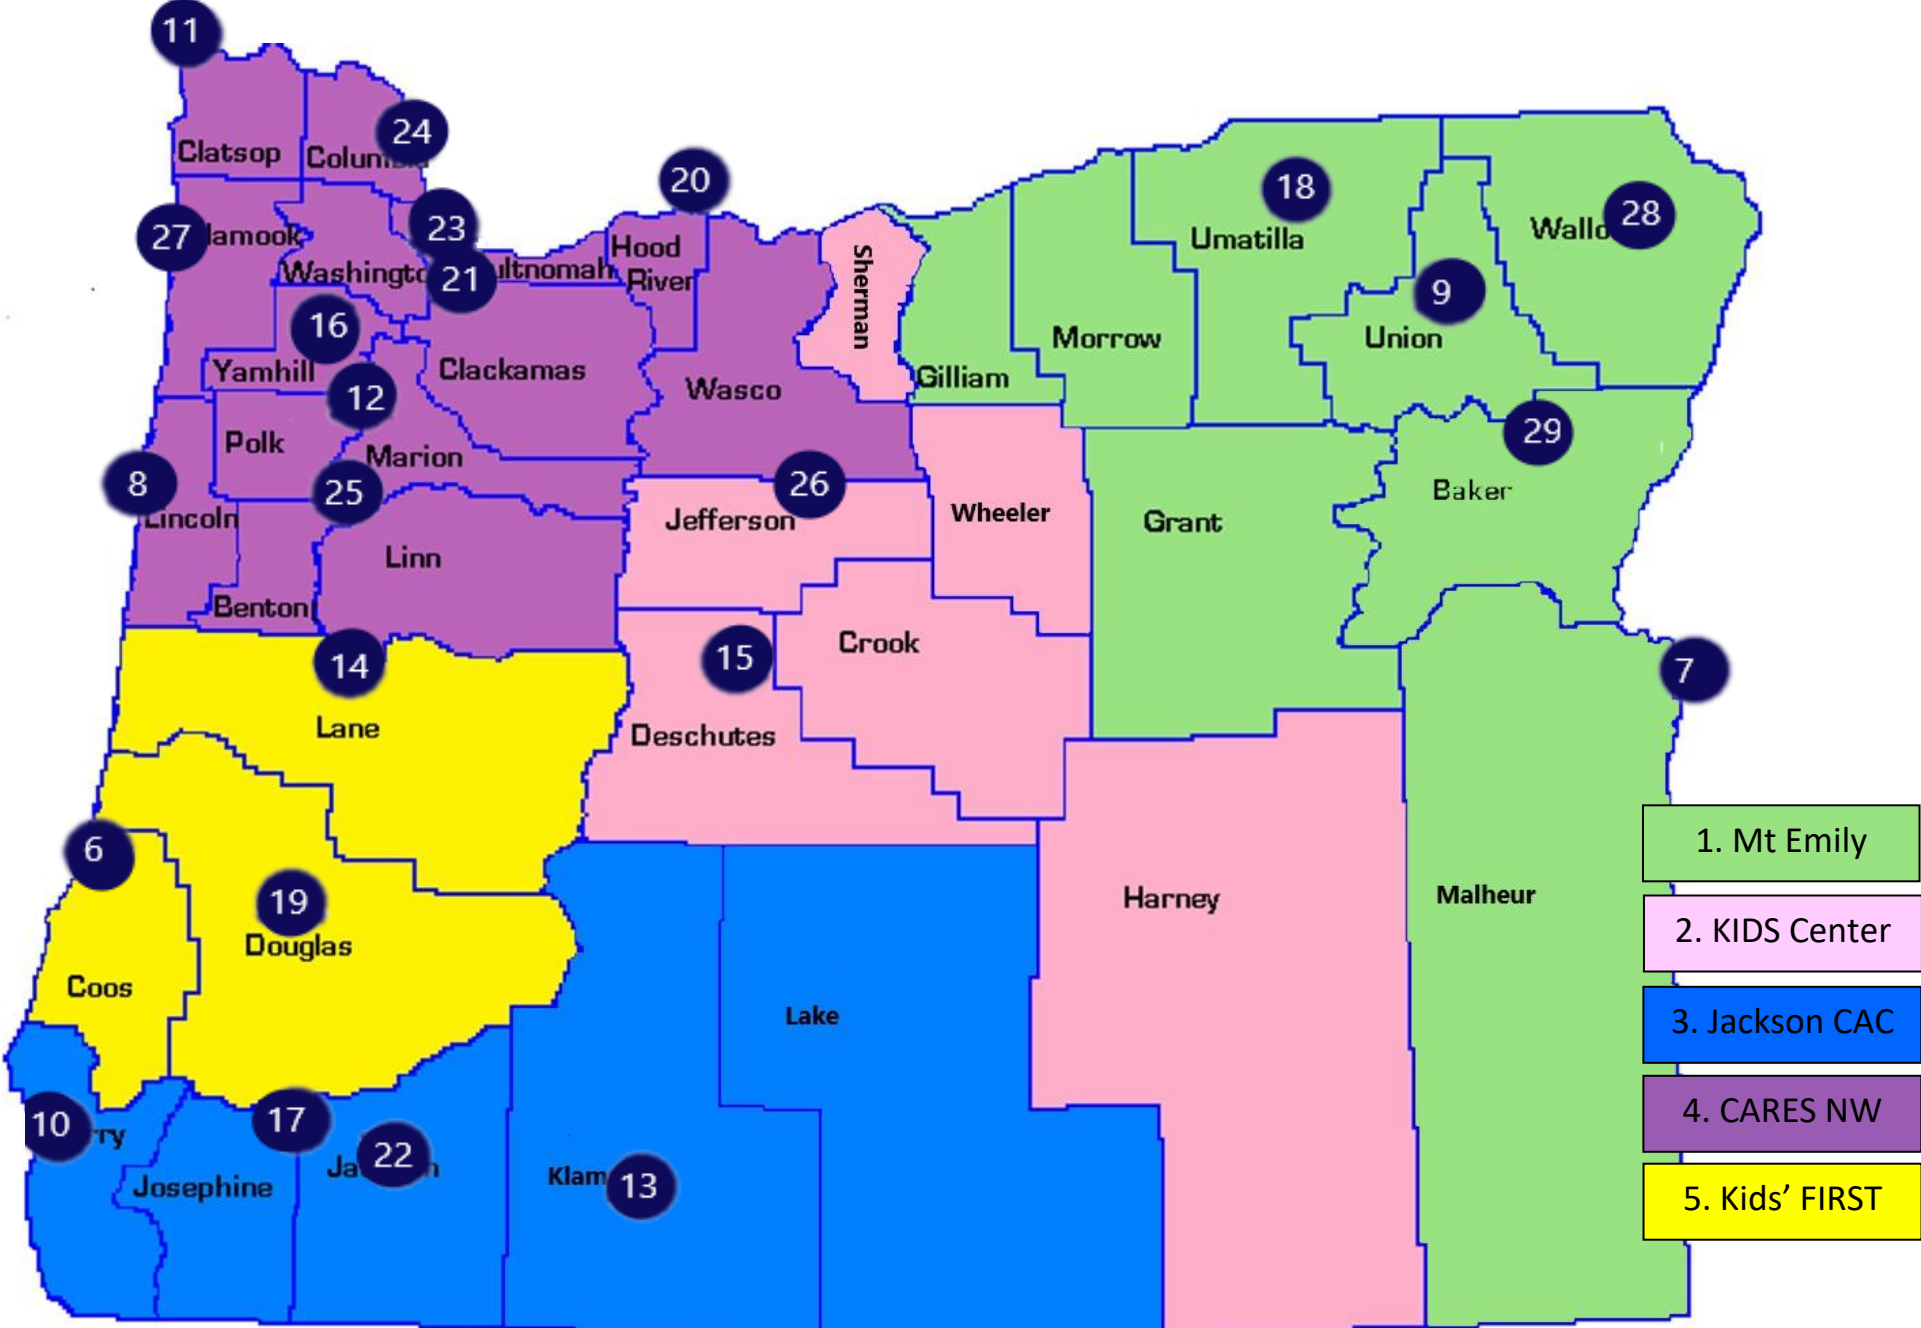 11
24
Clatsop
Colum
20
18
27
lamook
23
Hood
River
Sherman
Umatilla
Wallo
28
Washingto
21
ultnomah
9
16
Yamhill
Clackamas
Wasco
Gilliam
Morrow
Union
12
Polk
Marion
29
8
Lincoln
25
26
Jefferson
Wheeler
Grant
Baker
Linn
Benton
14
Lane
15
Deschutes
Crook
7
6
19
Douglas
Coos
Harney
Malheur
Lake
10
rry
17
Josephine
22
Ja
n
Klam
13
1. Mt Emily
2. KIDS Center
3. Jackson CAC
4. CARES NW
5. Kids’ FIRST